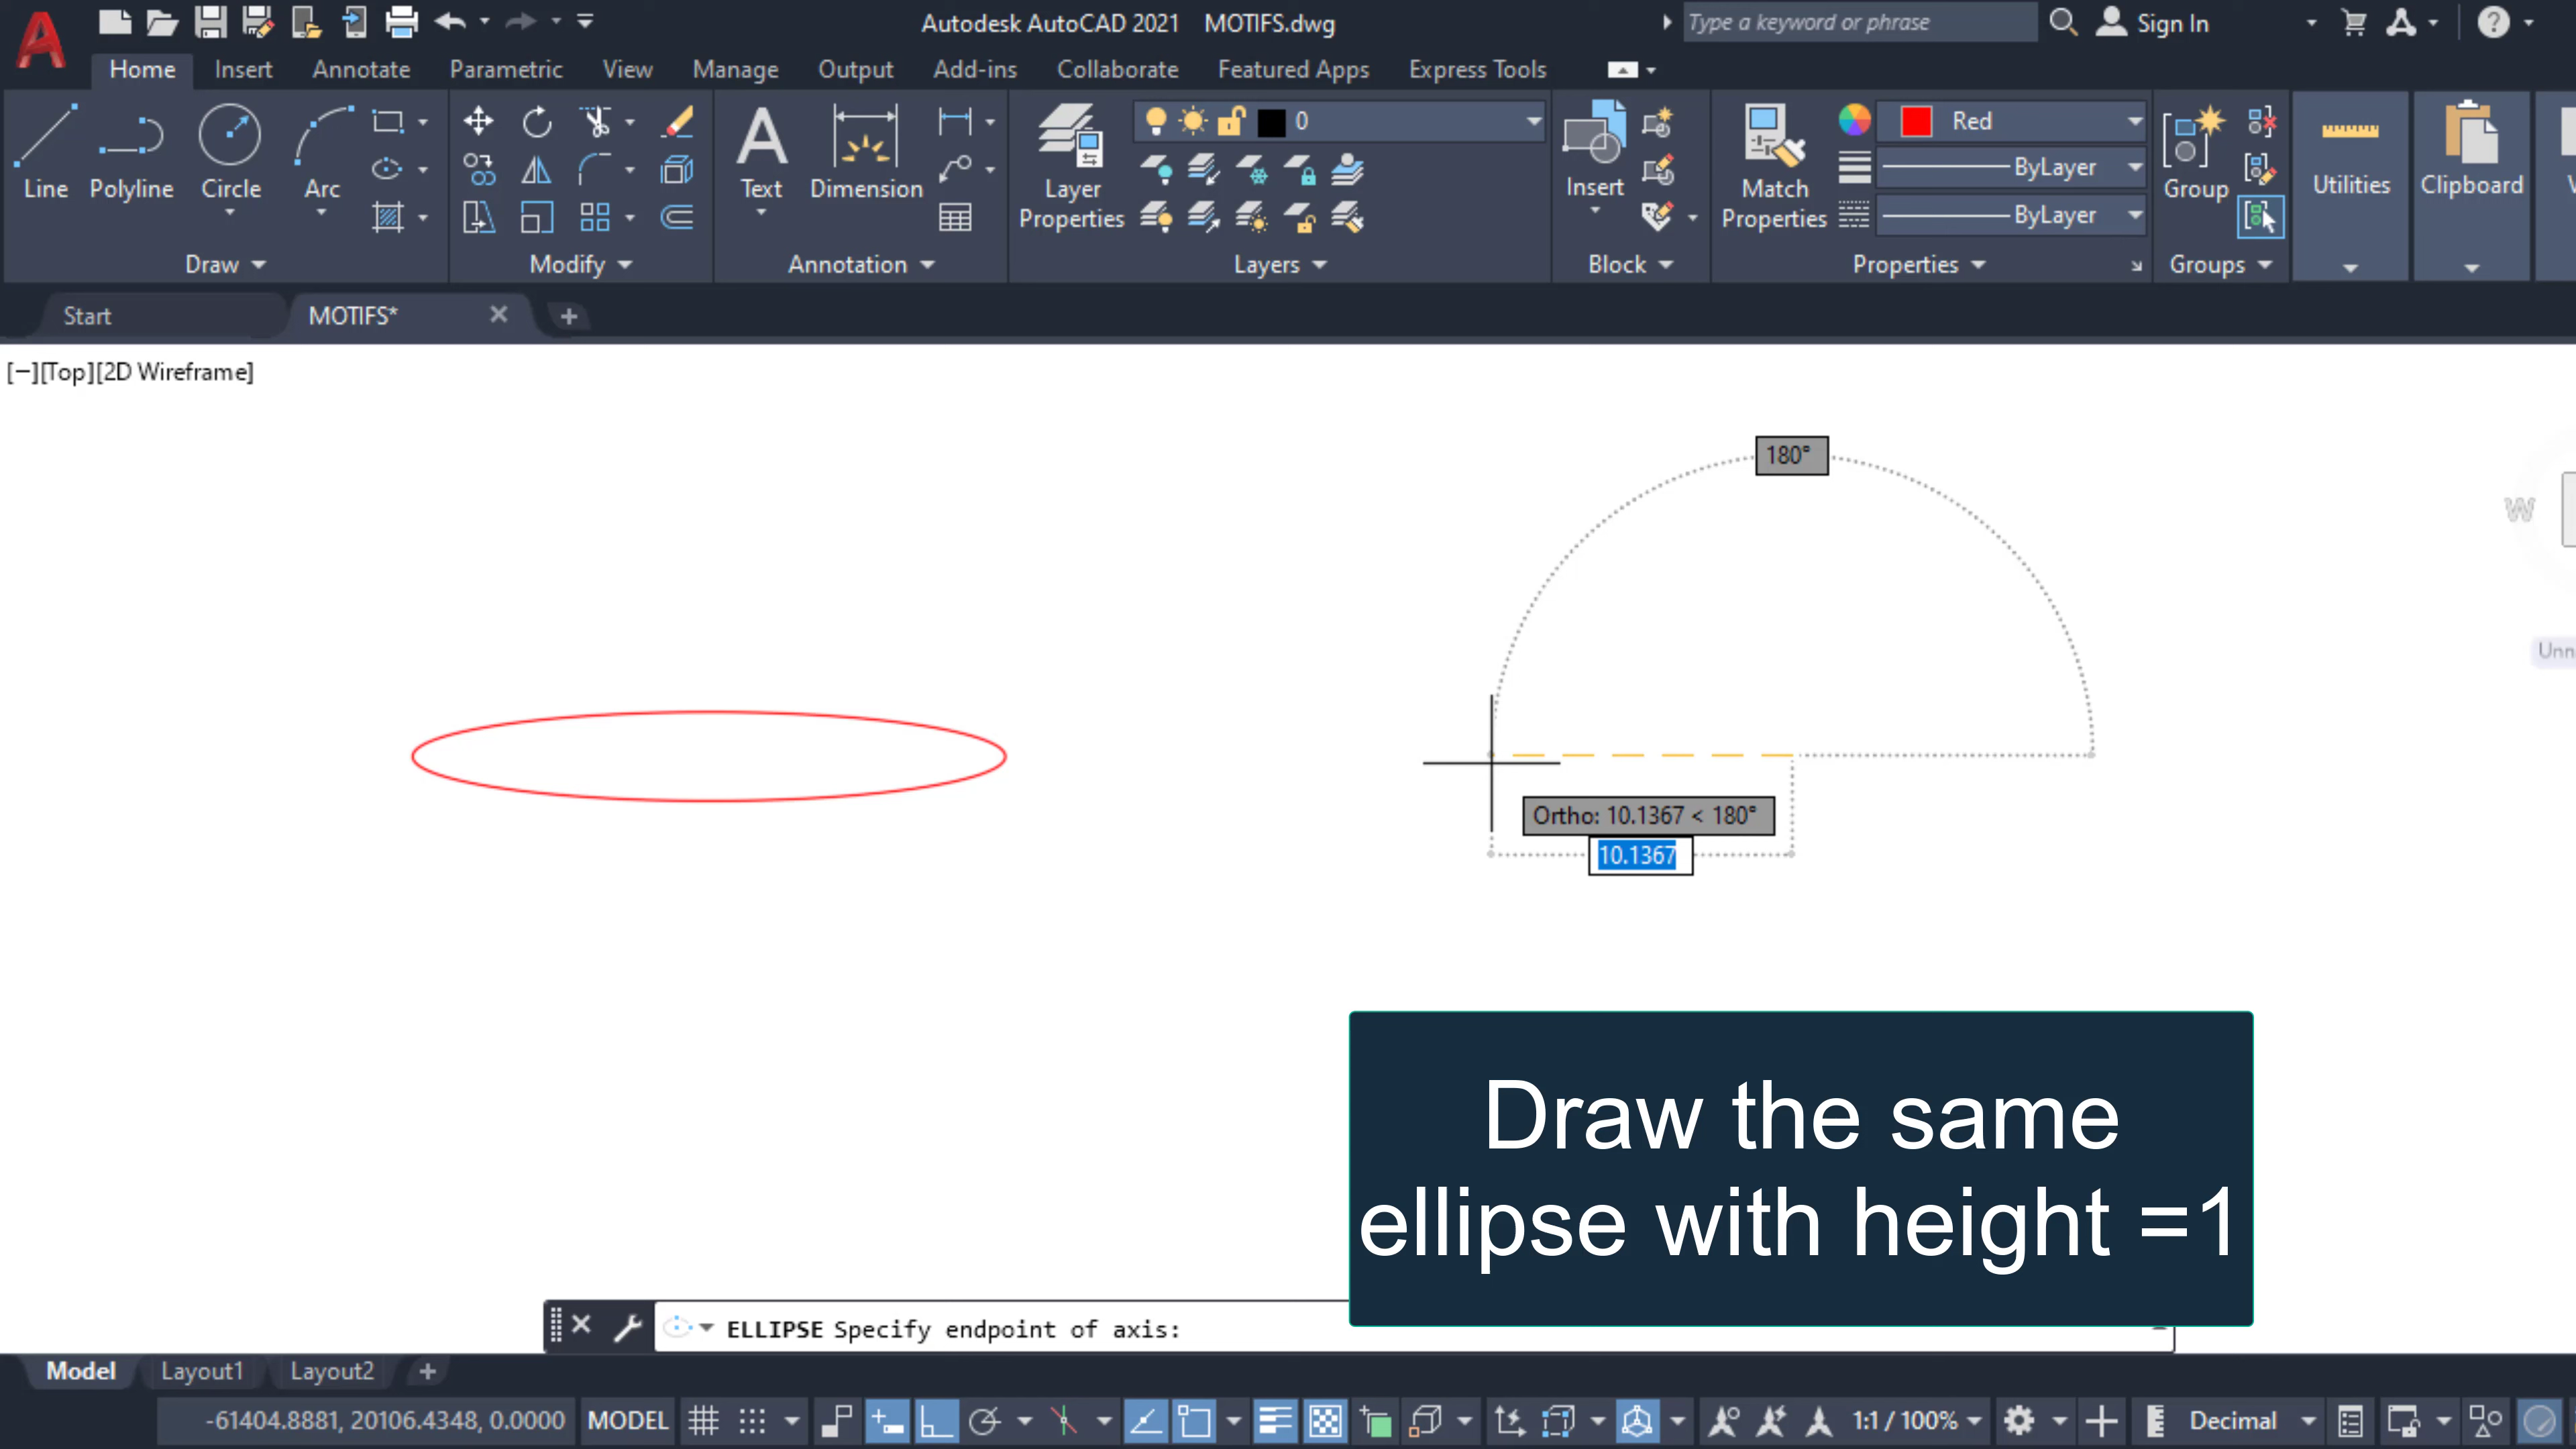 Autodesk AutoCAD 2021 MOTIFS.dwg
Type a keyword or phrase
Sign In
Home Insert Annotate Parametric View Manage Output Add-ins Collaborate Featured Apps Express Tools
0
Red
ByLayer
ByLayer
Line Polyline Circle Arc
Text Dimension
Layer Properties
Insert
Match Properties
Group
Utilities
Clipboard
Draw Modify Annotation Layers Block Properties Groups
Start MOTIFS*
[−][Top][2D Wireframe]
180°
W
Ortho: 10.1367 < 180°
10.1367
Draw the same
ellipse with height =1
ELLIPSE Specify endpoint of axis:
Model Layout1 Layout2
-61404.8881, 20106.4348, 0.0000 MODEL 1:1 / 100% Decimal